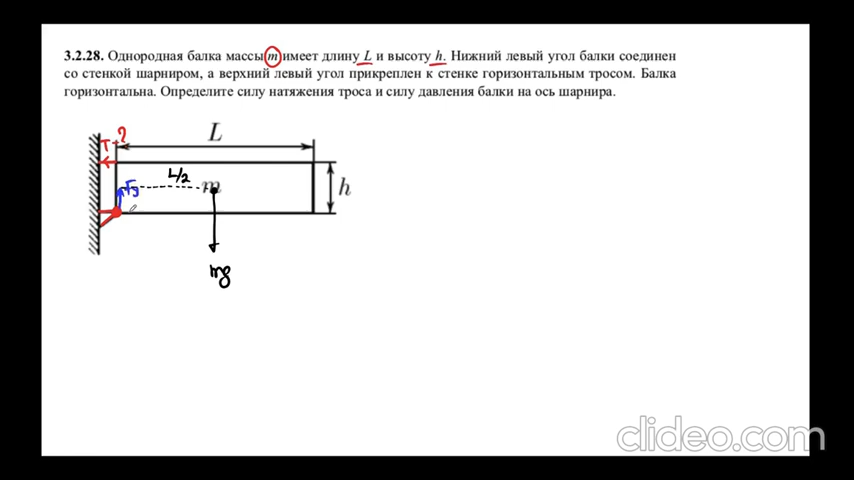 3.2.28. Однородная балка массы m имеет длину L и высоту h. Нижний левый угол балки соединен
со стенкой шарниром, а верхний левый угол прикреплен к стенке горизонтальным тросом. Балка
горизонтальна. Определите силу натяжения троса и силу давления балки на ось шарнира.
T - ?
L
L/2
m
h
mg
clideo.com